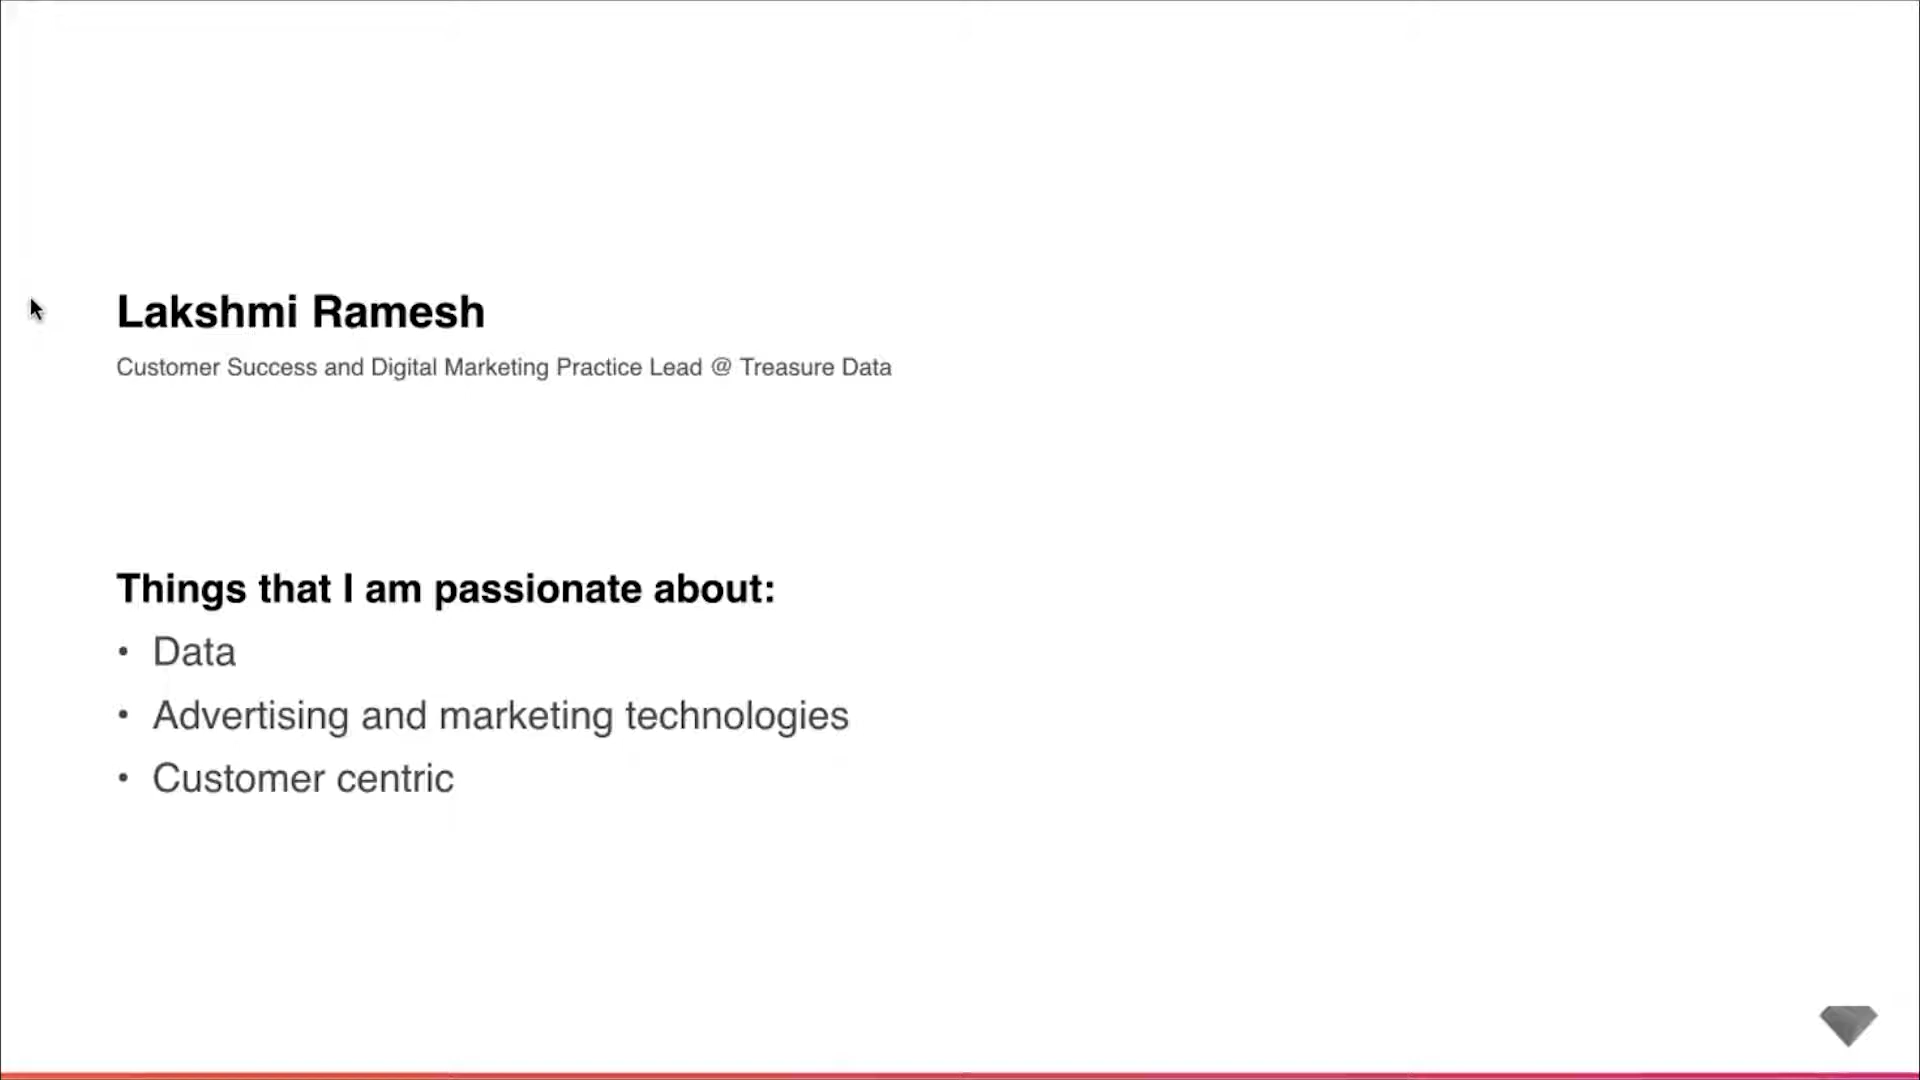 Lakshmi Ramesh
Customer Success and Digital Marketing Practice Lead @ Treasure Data
Things that I am passionate about:
• Data
• Advertising and marketing technologies
• Customer centric